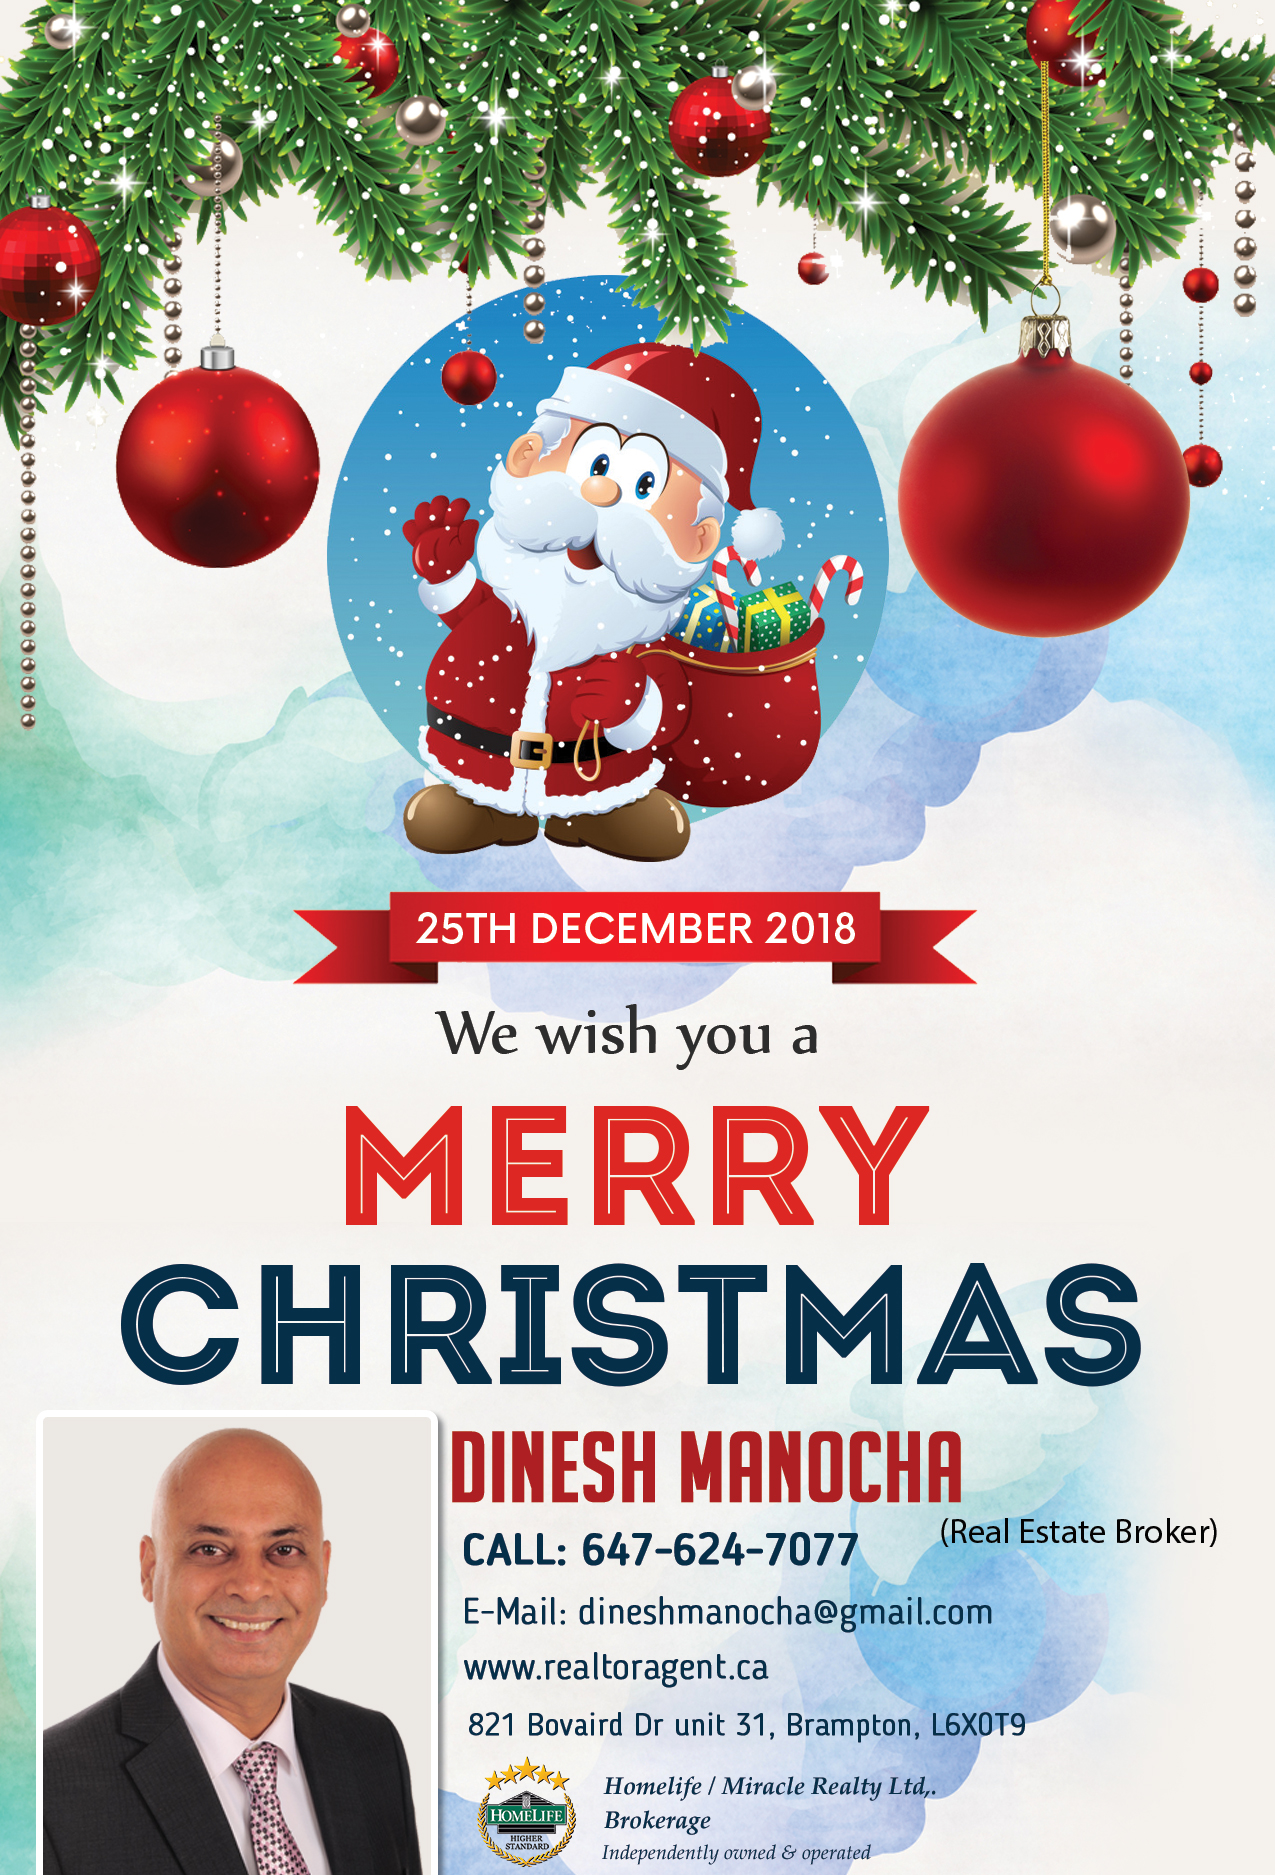 25TH DECEMBER 2018
We wish you a
MERRY
CHRISTMAS
DINESH MANOCHA
(Real Estate Broker)
CALL: 647-624-7077
E-Mail: dineshmanocha@gmail.com
www.realtoragent.ca
821 Bovaird Dr unit 31, Brampton, L6X0T9
Homelife / Miracle Realty Ltd,.
Brokerage
Independently owned & operated
HOMELIFE
HIGHER
STANDARD